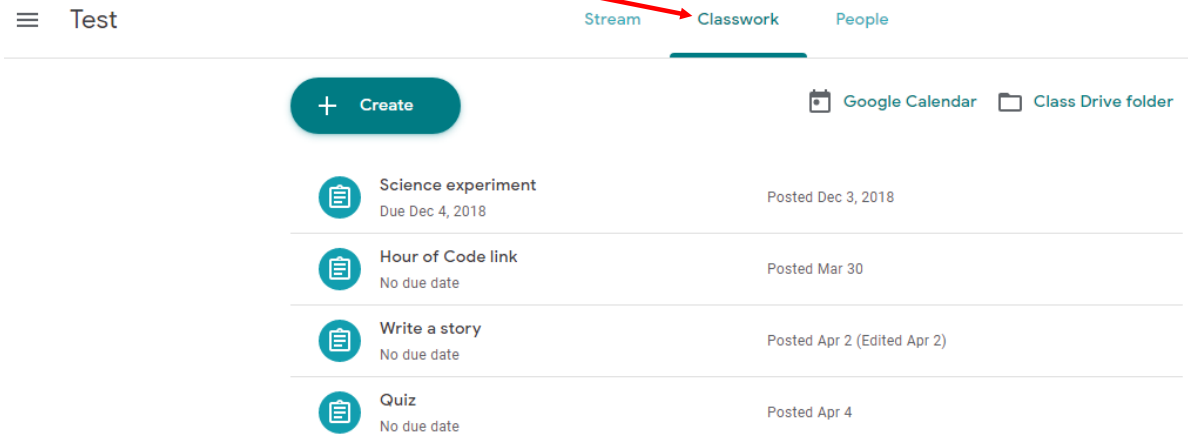 Test
Stream Classwork People
+ Create
Google Calendar Class Drive folder
Science experiment
Due Dec 4, 2018
Posted Dec 3, 2018
Hour of Code link
No due date
Posted Mar 30
Write a story
No due date
Posted Apr 2 (Edited Apr 2)
Quiz
No due date
Posted Apr 4